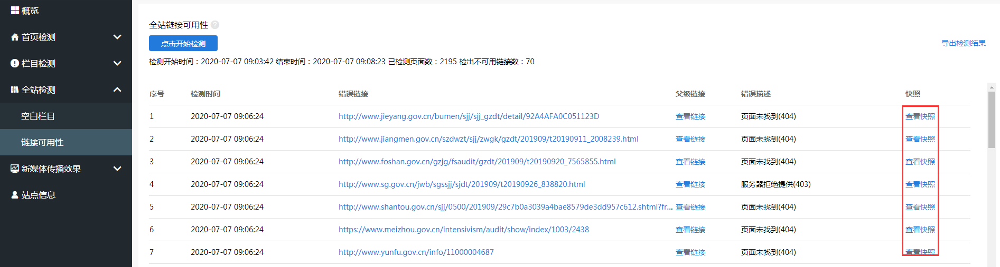 概览
首页检测
栏目检测
全站检测
空白栏目
链接可用性
新媒体传播效果
站点信息
全站链接可用性 ?
点击开始检测
导出检测结果
检测开始时间：2020-07-07 09:03:42 结束时间：2020-07-07 09:08:23 已检测页面数：2195 检出不可用链接数：70
序号 检测时间 错误链接 父级链接 错误描述 快照
1 2020-07-07 09:06:24 http://www.jieyang.gov.cn/bumen/sjj/sjj_gzdt/detail/92A4AFA0C051123D 查看链接 页面未找到(404) 查看快照
2 2020-07-07 09:06:24 http://www.jiangmen.gov.cn/szdwzt/sjj/zwgk/gzdt/201909/t20190911_2008239.html 查看链接 页面未找到(404) 查看快照
3 2020-07-07 09:06:24 http://www.foshan.gov.cn/gzjg/fsaudit/gzdt/201909/t20190920_7565855.html 查看链接 页面未找到(404) 查看快照
4 2020-07-07 09:06:24 http://www.sg.gov.cn/jwb/sgssjj/sjdt/201909/t20190926_838820.html 查看链接 服务器拒绝提供(403) 查看快照
5 2020-07-07 09:06:24 http://www.shantou.gov.cn/sjj/0500/201909/29c7b0a3039a4bae8579de3dd957c612.shtml?fr... 查看链接 页面未找到(404) 查看快照
6 2020-07-07 09:06:24 https://www.meizhou.gov.cn/intensivism/audit/show/index/1003/2438 查看链接 页面未找到(404) 查看快照
7 2020-07-07 09:06:24 http://www.yunfu.gov.cn/info/11000004687 查看链接 页面未找到(404) 查看快照